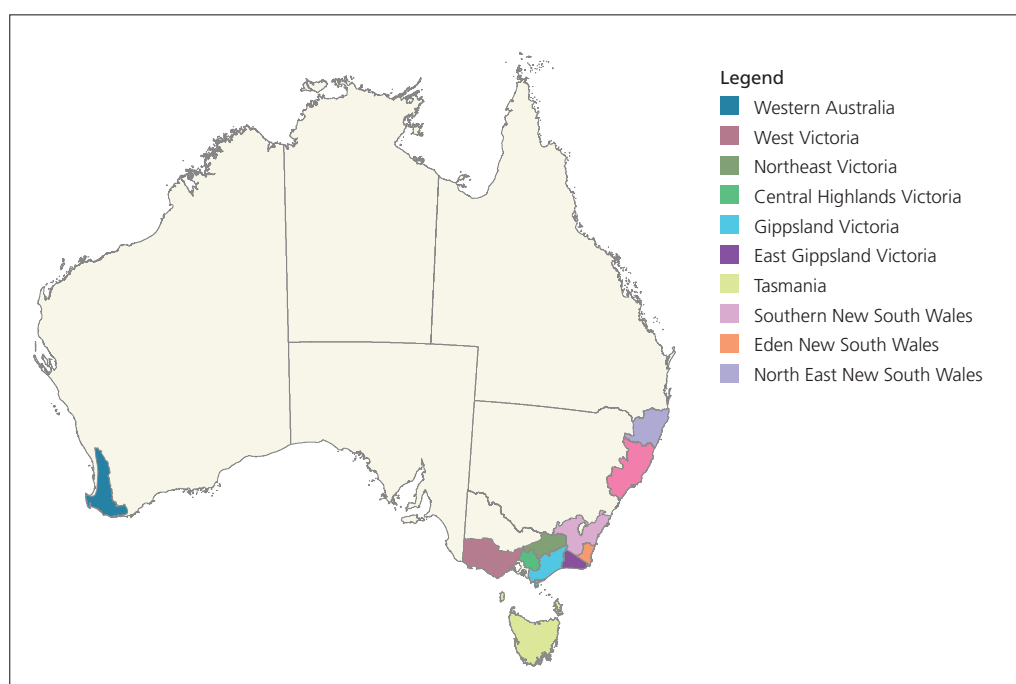 Legend
Western Australia
West Victoria
Northeast Victoria
Central Highlands Victoria
Gippsland Victoria
East Gippsland Victoria
Tasmania
Southern New South Wales
Eden New South Wales
North East New South Wales